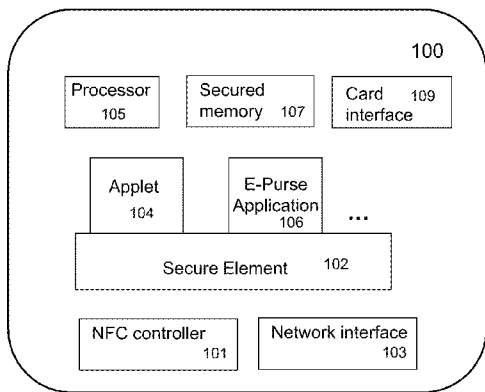 100
Processor
105
Secured
memory 107
Card 109
interface
Applet
104
E-Purse
Application
106
...
Secure Element 102
NFC controller
101
Network interface
103